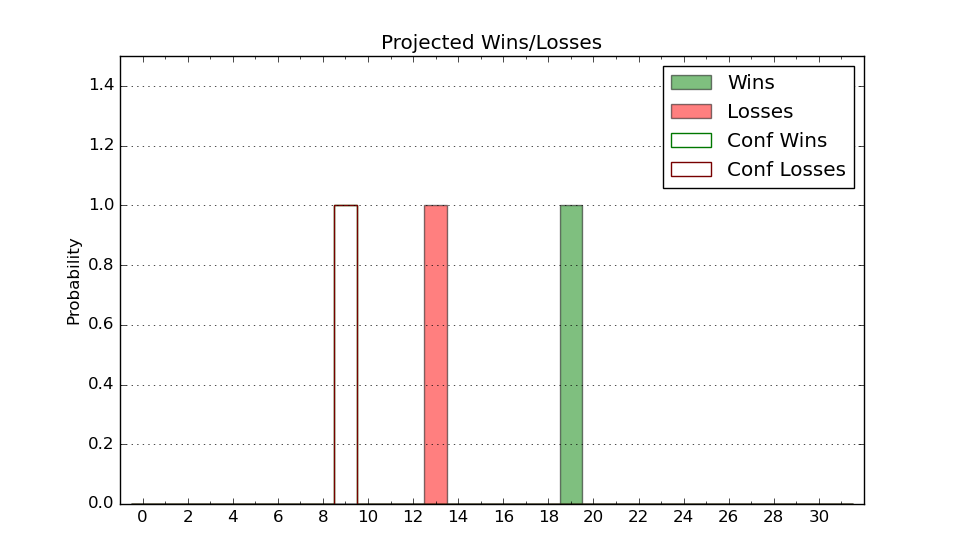 Projected Wins/Losses
Wins
Losses
Conf Wins
Conf Losses
Probability
1.4
1.2
1.0
0.8
0.6
0.4
0.2
0.0
0 2 4 6 8 10 12 14 16 18 20 22 24 26 28 30